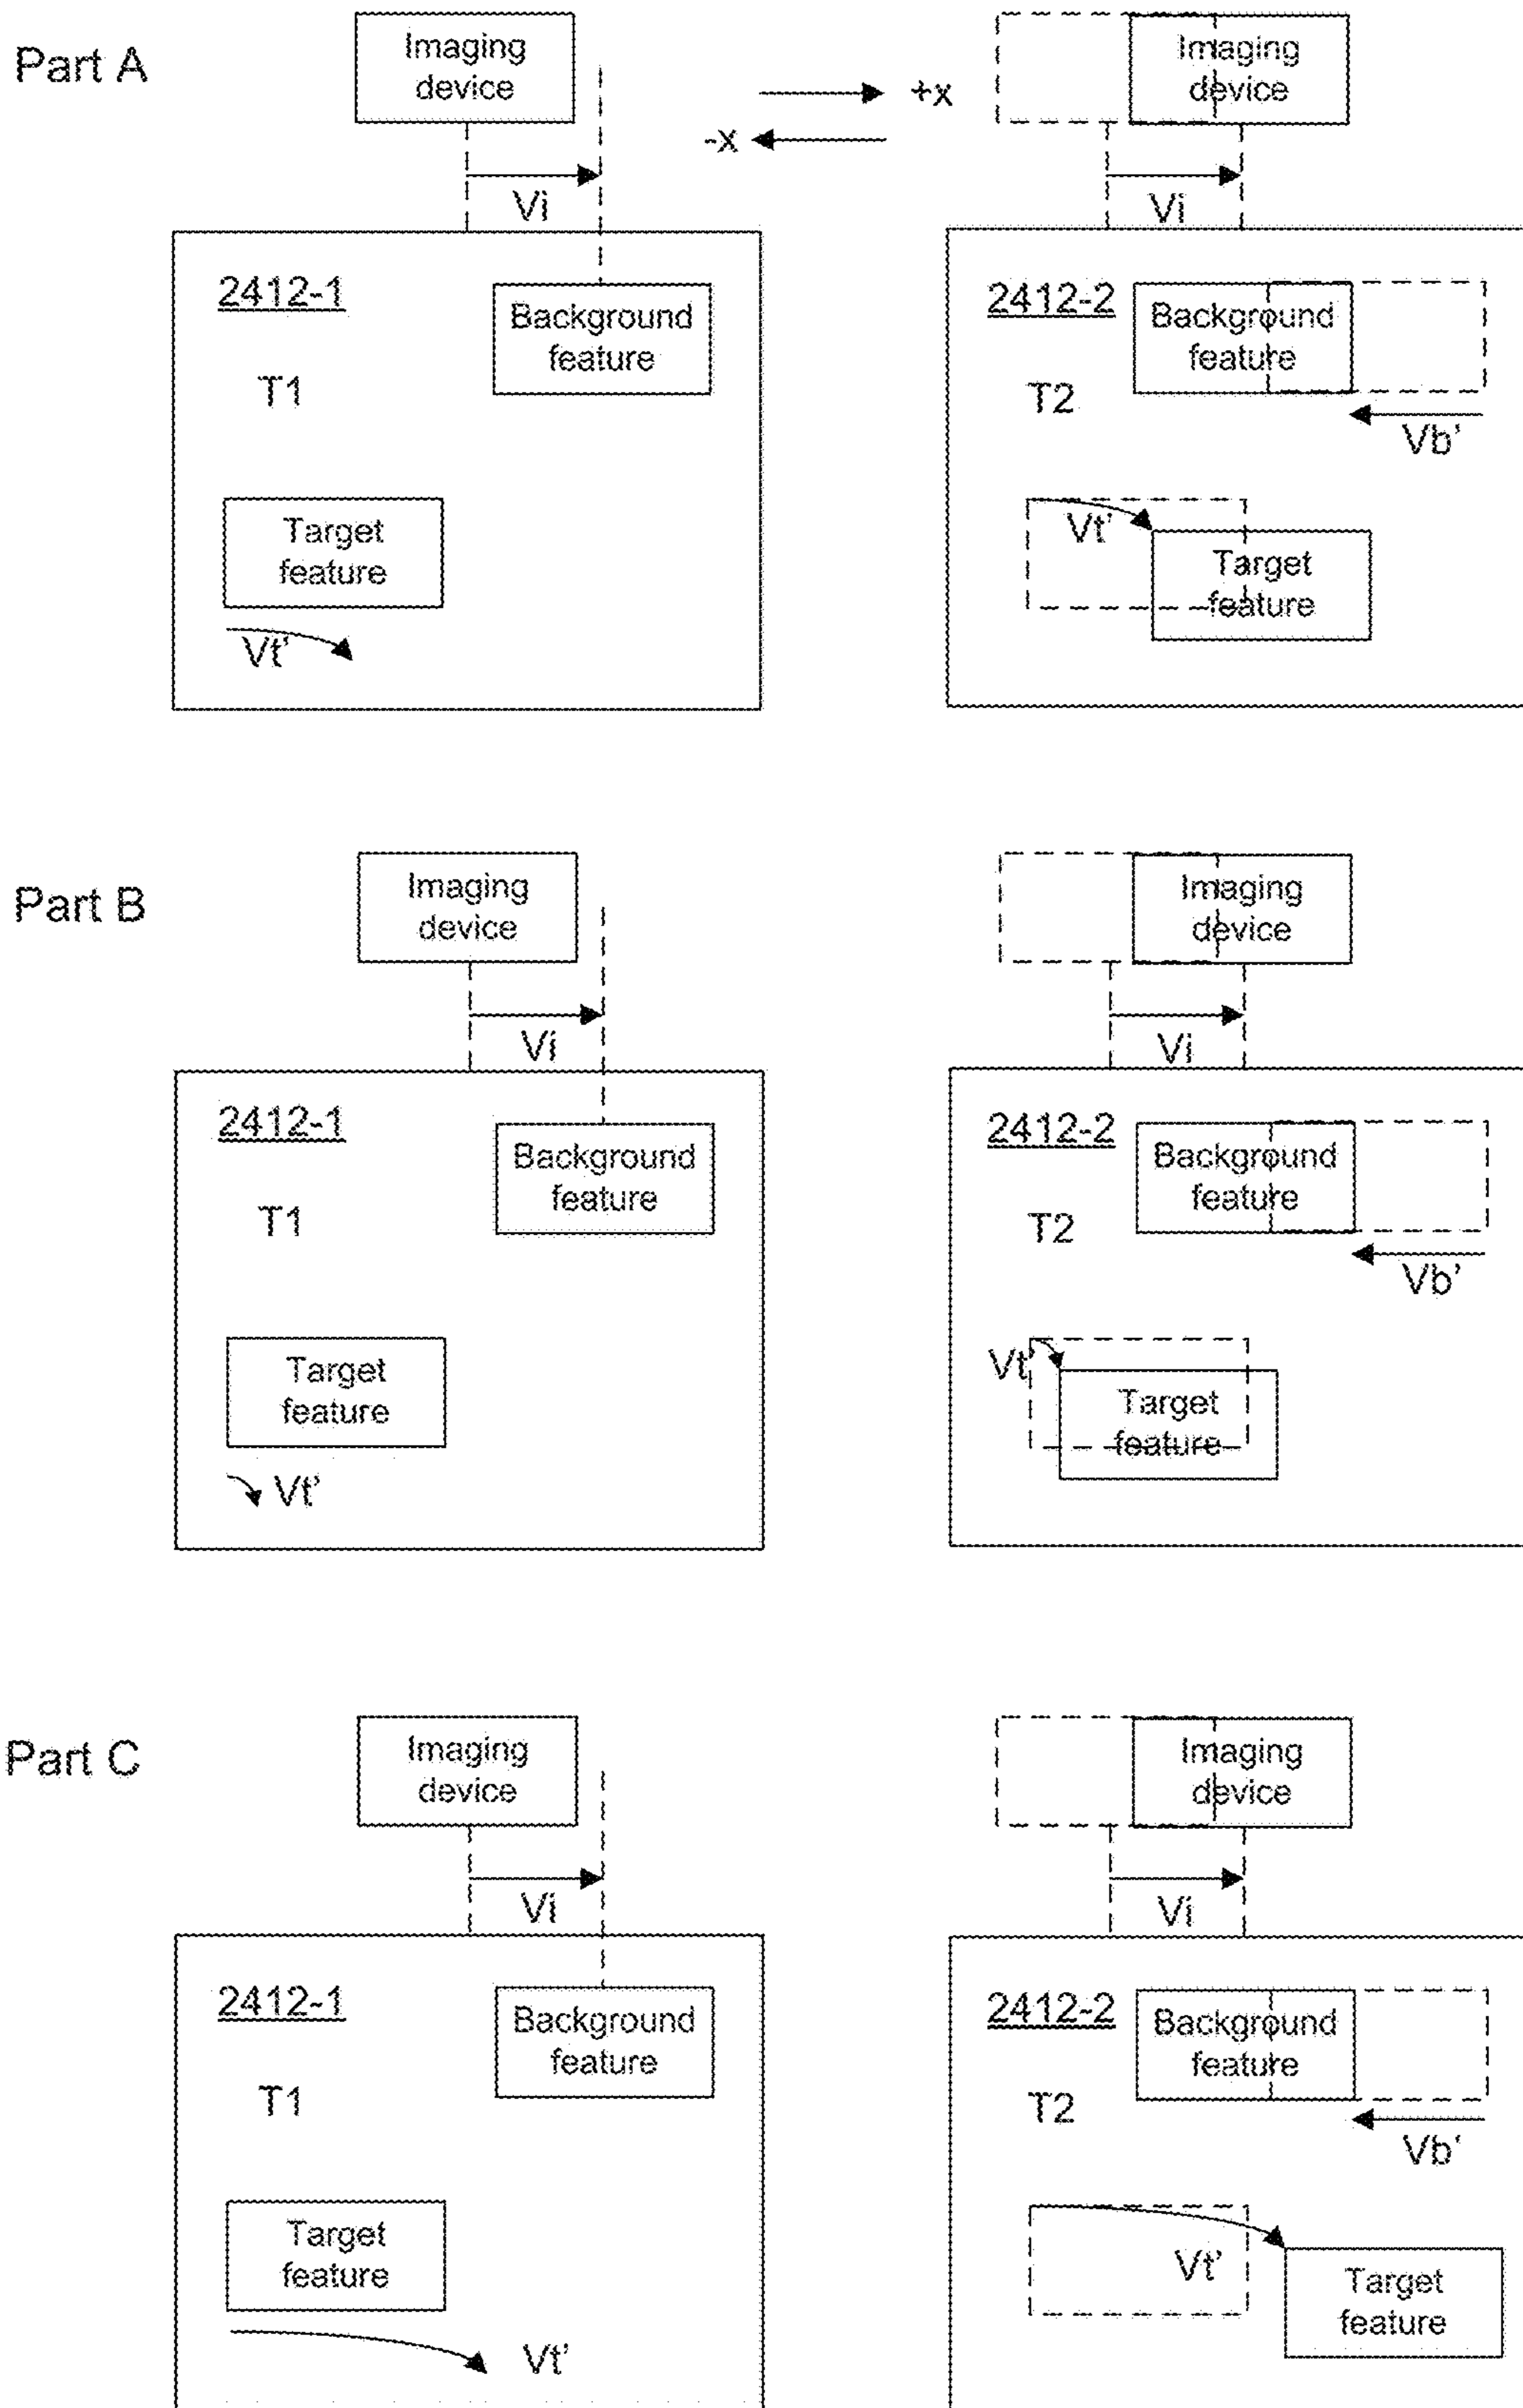 Part A
Imaging
device
Vi
+x
-x
Imaging
device
Vi
2412-1
T1
Background
feature
Target
feature
Vt'
2412-2
T2
Background
feature
Vb'
Vt'
Target
feature
Part B
Imaging
device
Vi
Imaging
device
Vi
2412-1
T1
Background
feature
Target
feature
Vt'
2412-2
T2
Background
feature
Vb'
Vt'
Target
feature
Part C
Imaging
device
Vi
Imaging
device
Vi
2412-1
T1
Background
feature
Target
feature
Vt'
2412-2
T2
Background
feature
Vb'
Vt'
Target
feature